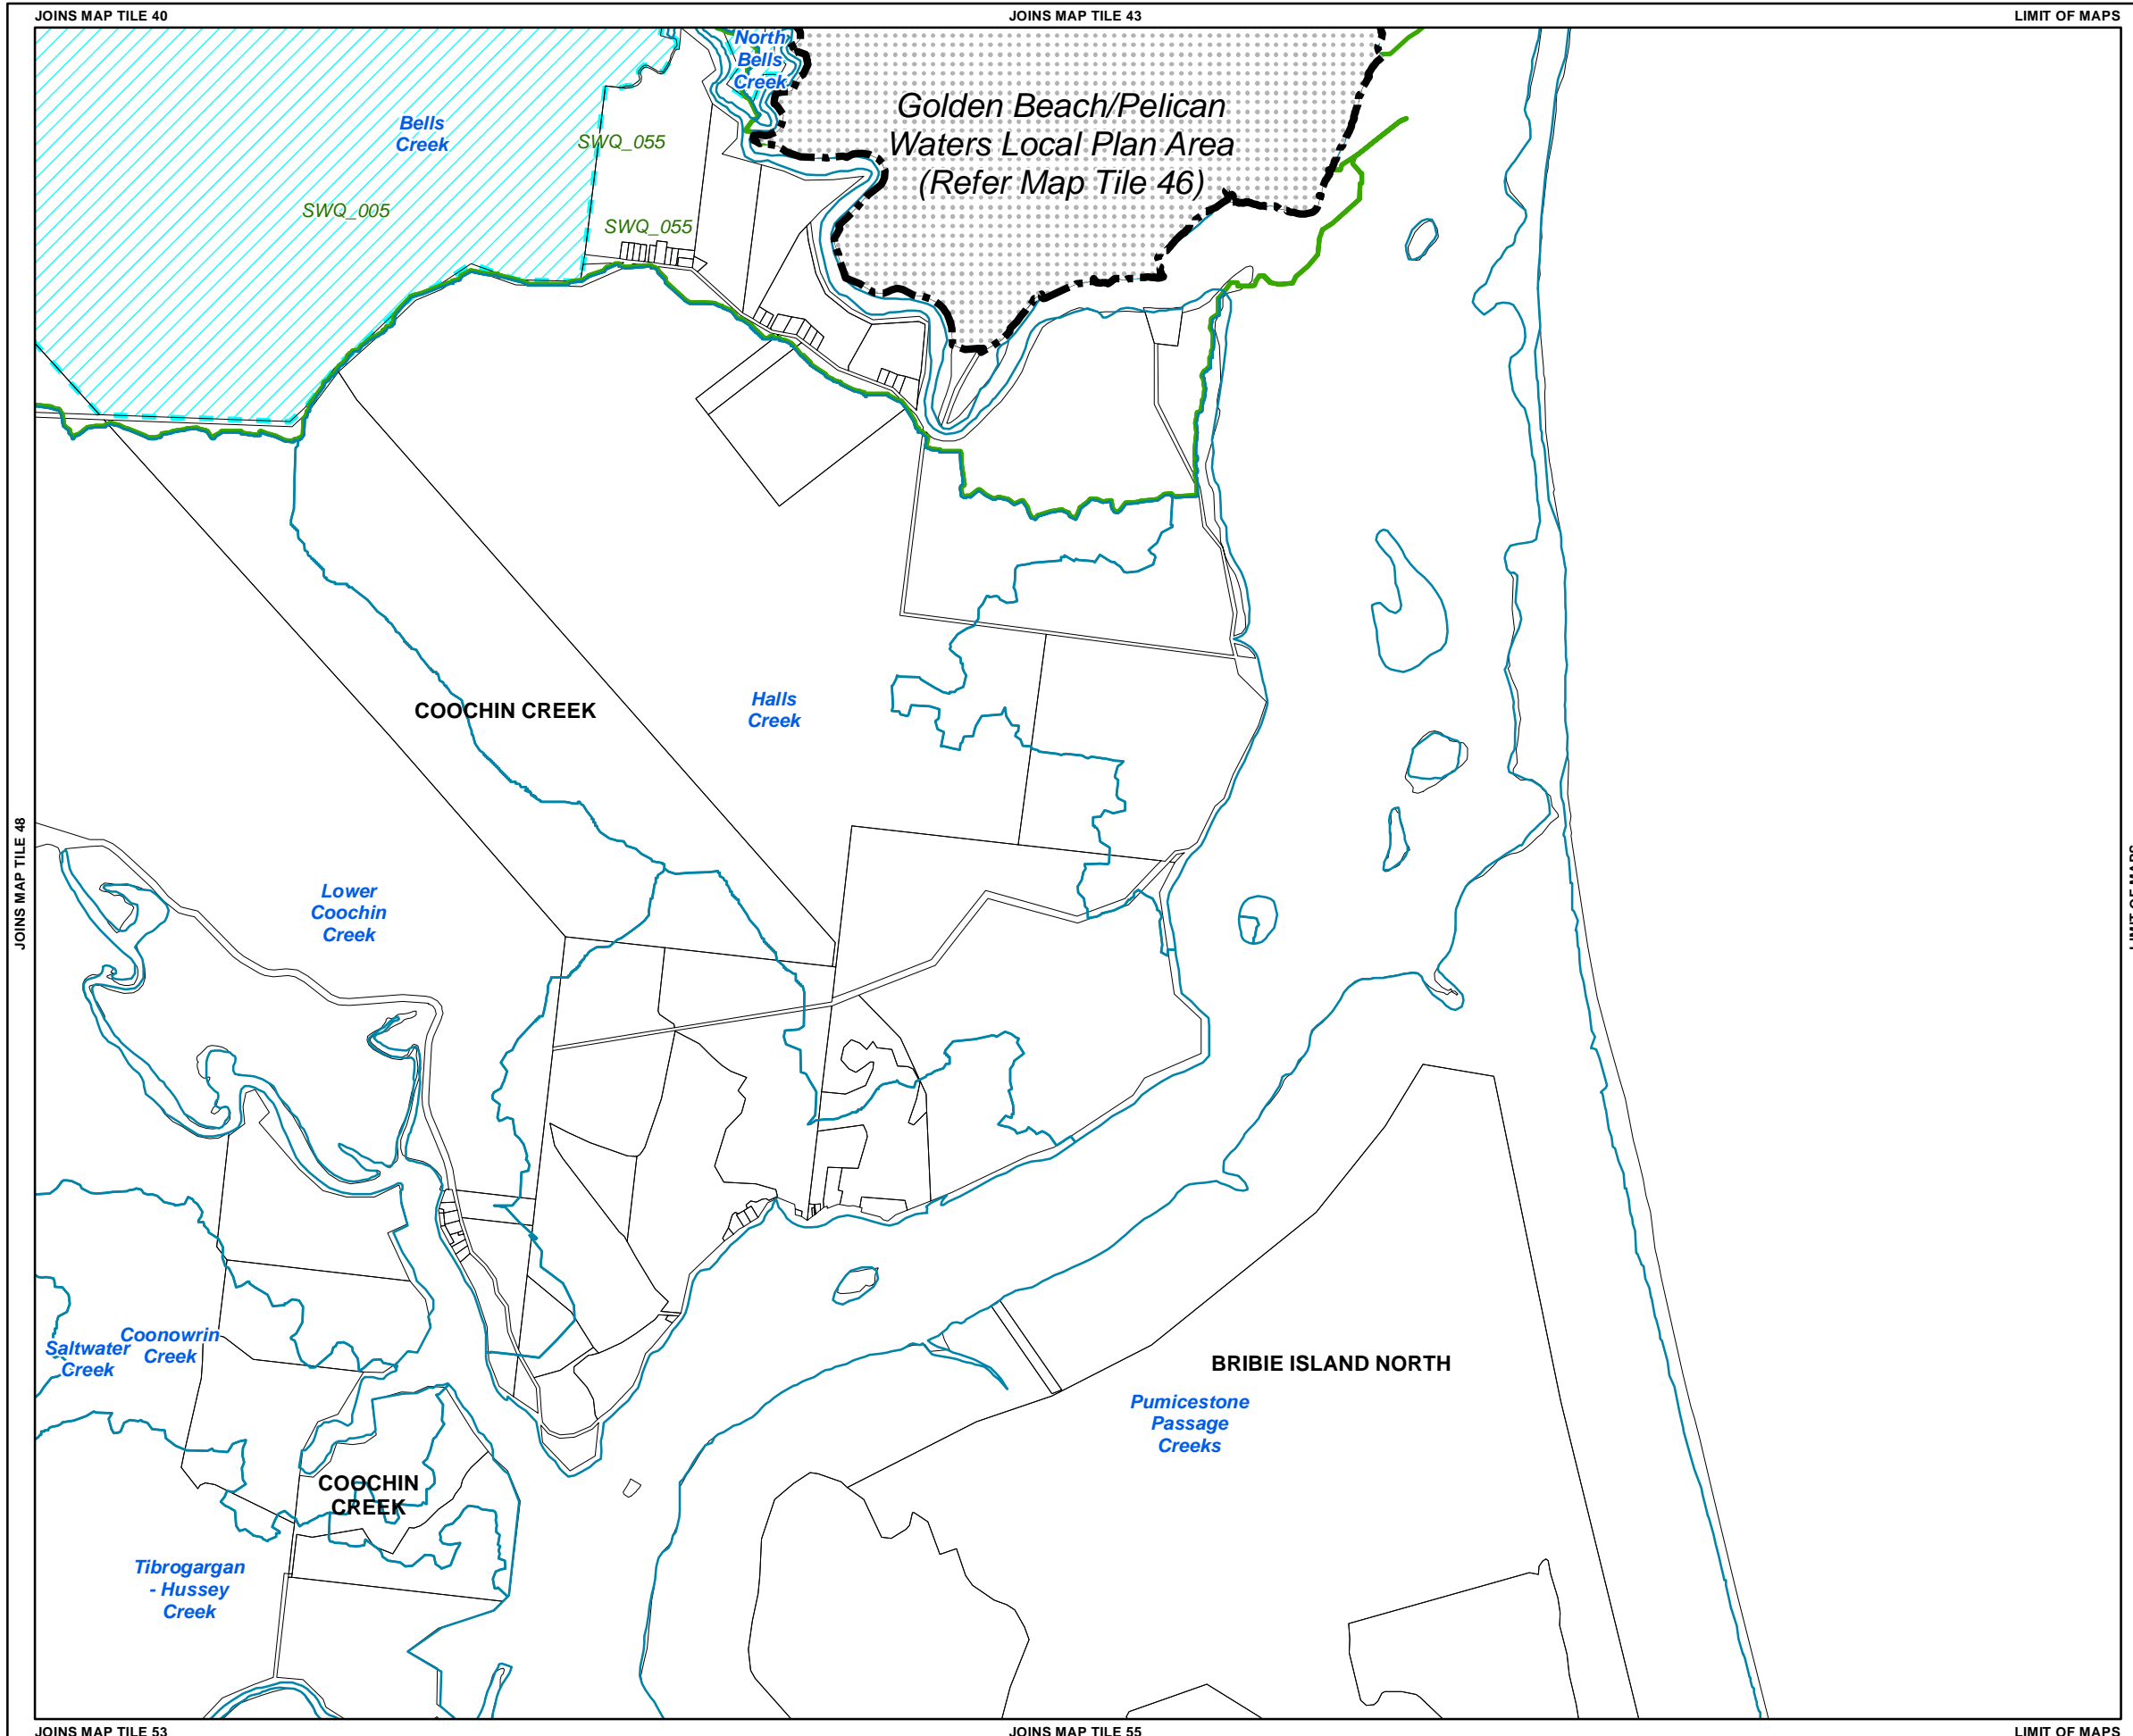 JOINS MAP TILE 40
JOINS MAP TILE 43
LIMIT OF MAPS
North
Bells
Creek
Golden Beach/Pelican
Waters Local Plan Area
(Refer Map Tile 46)
Bells
Creek
SWQ_055
SWQ_005
SWQ_055
COOCHIN CREEK
Halls
Creek
JOINS MAP TILE 48
LIMIT OF MAPS
Lower
Coochin
Creek
Saltwater
Creek
Coonowrin
Creek
BRIBIE ISLAND NORTH
Pumicestone
Passage
Creeks
COOCHIN
CREEK
Tibrogargan
- Hussey
Creek
JOINS MAP TILE 53
JOINS MAP TILE 55
LIMIT OF MAPS